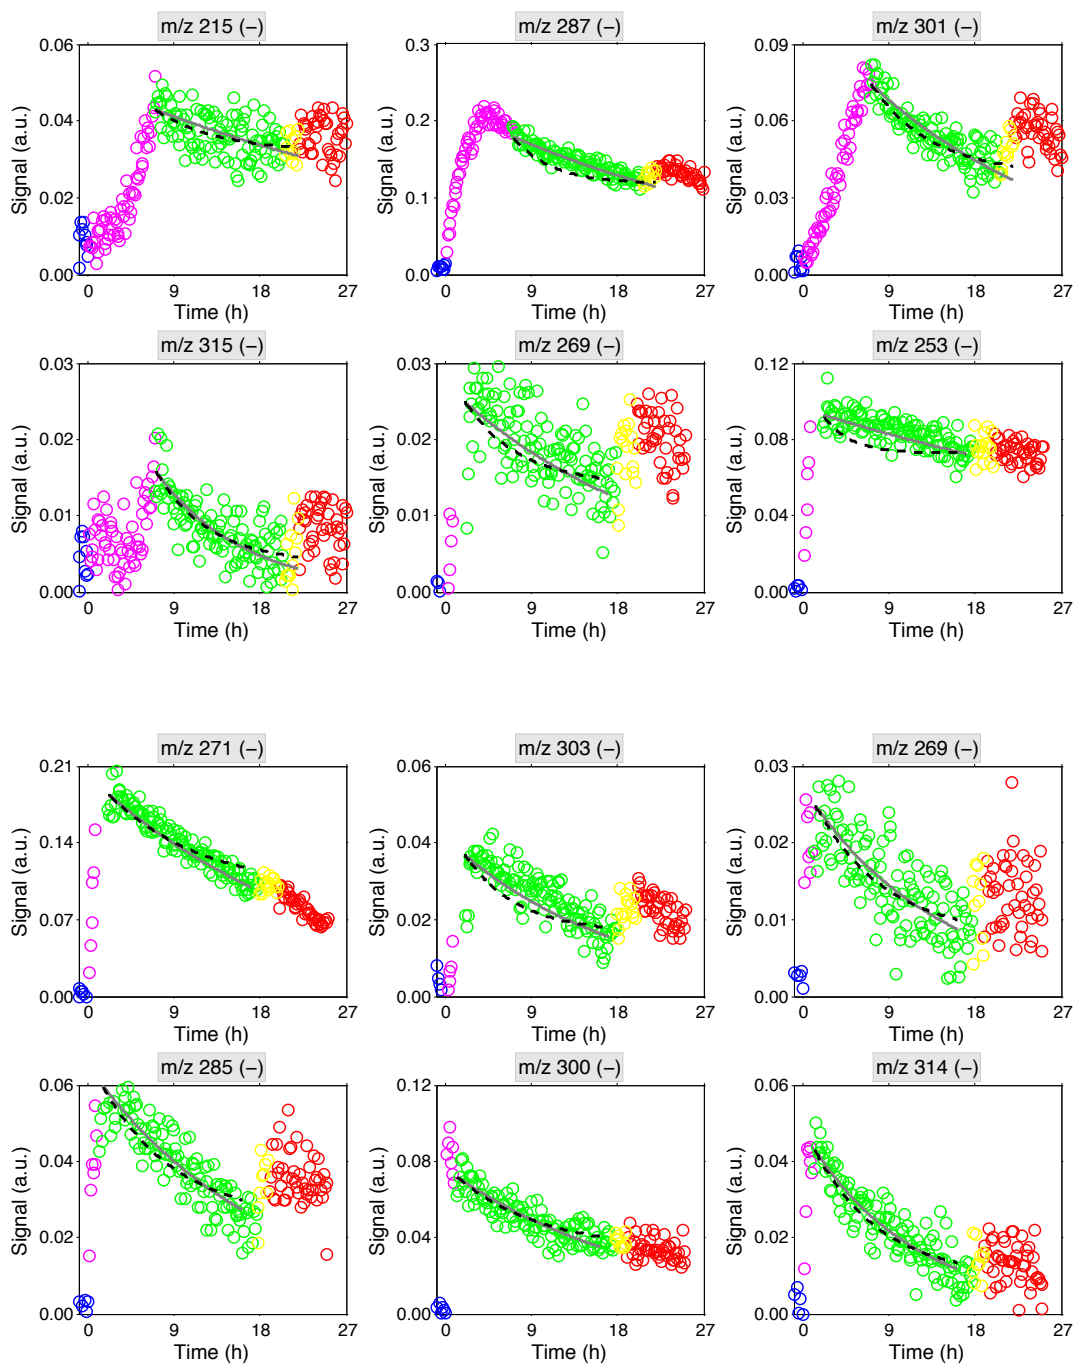 m/z 215 (−) m/z 287 (−) m/z 301 (−)
0.06 0.3 0.09
0.04 0.2 0.06
0.02 0.1 0.03
0.00 0.0 0.00
Signal (a.u.) Signal (a.u.) Signal (a.u.)
0 9 18 27 0 9 18 27 0 9 18 27
Time (h) Time (h) Time (h)
m/z 315 (−) m/z 269 (−) m/z 253 (−)
0.03 0.03 0.12
0.02 0.02 0.08
0.01 0.01 0.04
0.00 0.00 0.00
Signal (a.u.) Signal (a.u.) Signal (a.u.)
0 9 18 27 0 9 18 27 0 9 18 27
Time (h) Time (h) Time (h)
m/z 271 (−) m/z 303 (−) m/z 269 (−)
0.21 0.06 0.03
0.14 0.04 0.02
0.07 0.02 0.01
0.00 0.00 0.00
Signal (a.u.) Signal (a.u.) Signal (a.u.)
0 9 18 27 0 9 18 27 0 9 18 27
Time (h) Time (h) Time (h)
m/z 285 (−) m/z 300 (−) m/z 314 (−)
0.06 0.12 0.06
0.04 0.08 0.04
0.02 0.04 0.02
0.00 0.00 0.00
Signal (a.u.) Signal (a.u.) Signal (a.u.)
0 9 18 27 0 9 18 27 0 9 18 27
Time (h) Time (h) Time (h)